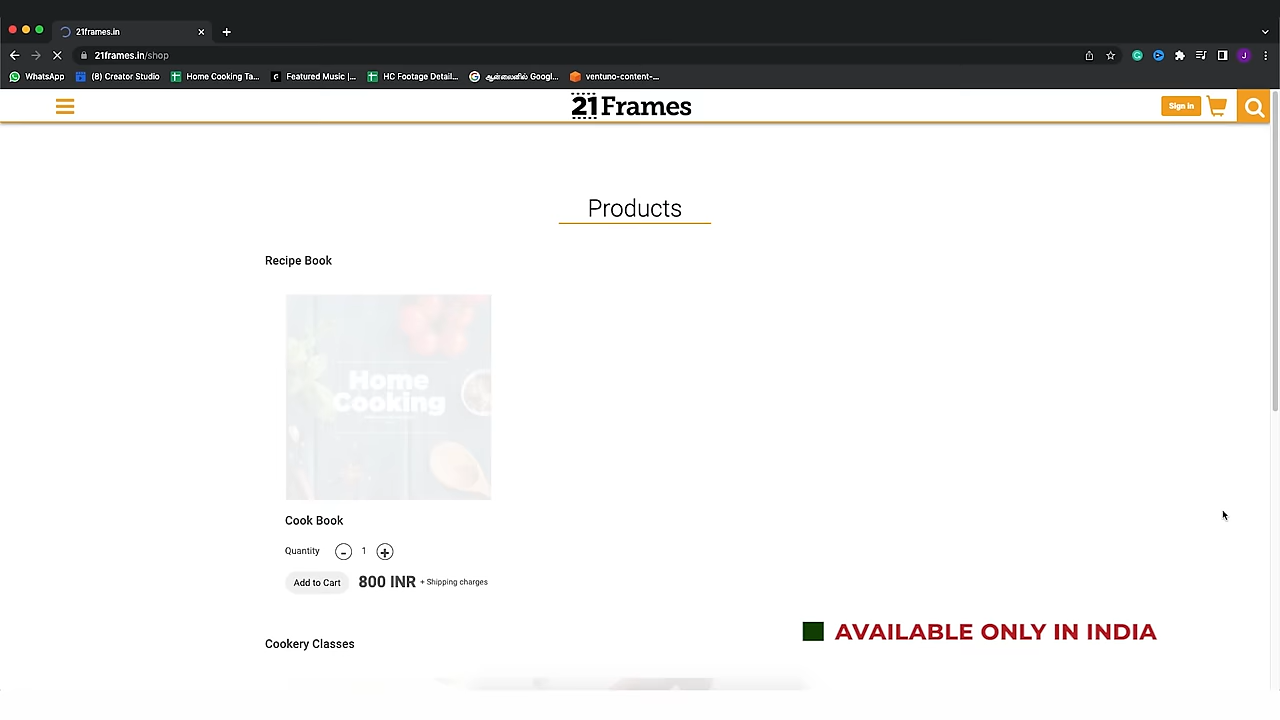 21frames.in
21frames.in/shop
J
WhatsApp
(8) Creator Studio
Home Cooking Ta...
Featured Music |...
HC Footage Detail...
ஆன்லைனில் Googl...
ventuno-content-...
21Frames
Sign in
Products
Recipe Book
Home
Cooking
Cook Book
Quantity - 1 +
Add to Cart 800 INR + Shipping charges
AVAILABLE ONLY IN INDIA
Cookery Classes